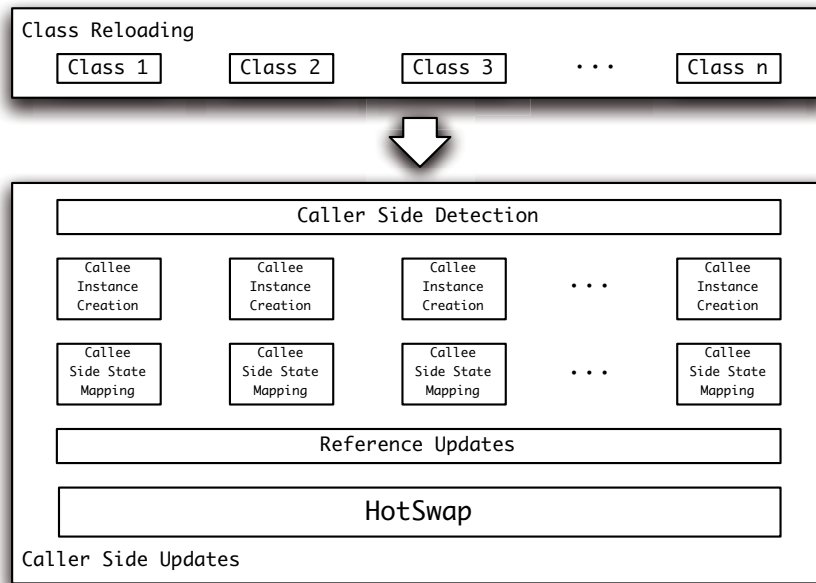 Class Reloading
Class 1 Class 2 Class 3 ... Class n
Caller Side Detection
Callee Instance Creation
Callee Instance Creation
Callee Instance Creation
...
Callee Instance Creation
Callee Side State Mapping
Callee Side State Mapping
Callee Side State Mapping
...
Callee Side State Mapping
Reference Updates
HotSwap
Caller Side Updates